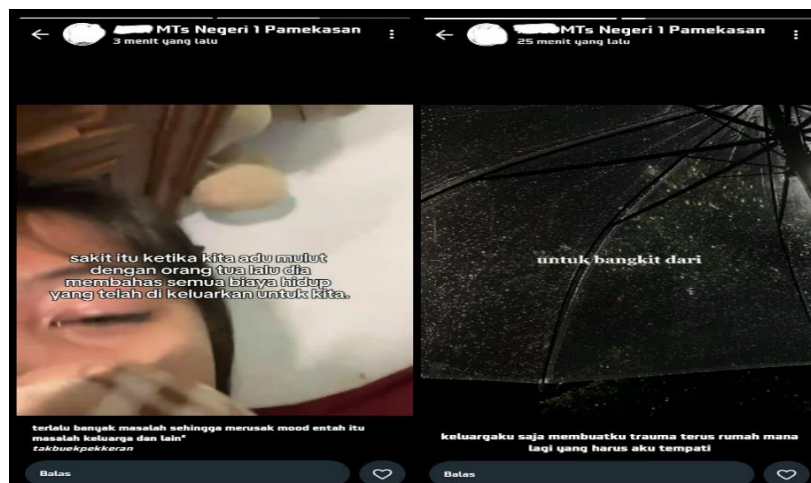 MTs Negeri 1 Pamekasan
3 menit yang lalu
sakit itu ketika kita adu mulut
dengan orang tua lalu dia
membahas semua biaya hidup
yang telah di keluarkan untuk kita.
terlalu banyak masalah sehingga merusak mood entah itu
masalah keluarga dan lain"
takbuekpekkeran
Balas
MTs Negeri 1 Pamekasan
25 menit yang lalu
untuk bangkit dari
keluargaku saja membuatku trauma terus rumah mana
lagi yang harus aku tempati
Balas